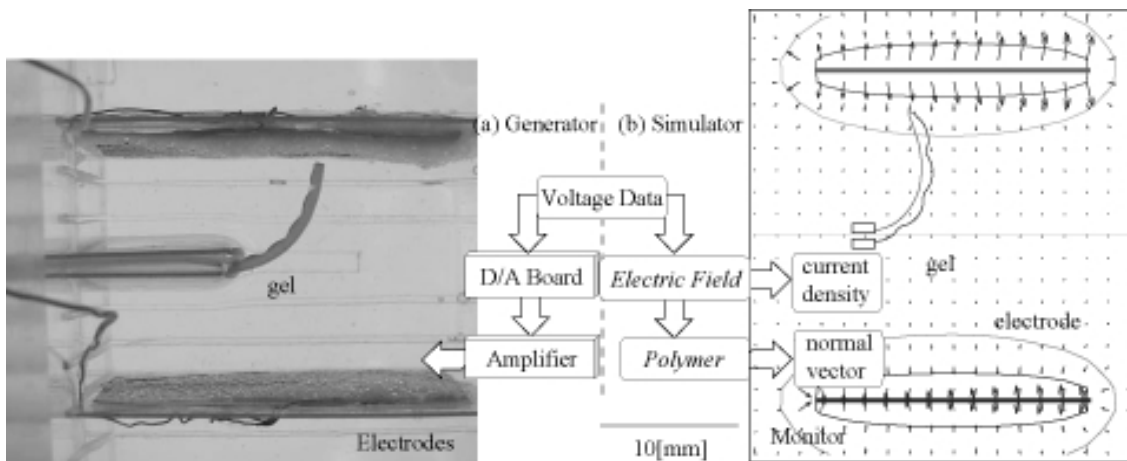 (a) Generator
(b) Simulator
Voltage Data
D/A Board
Electric Field
current
density
Amplifier
Polymer
normal
vector
gel
gel
electrode
Electrodes
10[mm]
Monitor